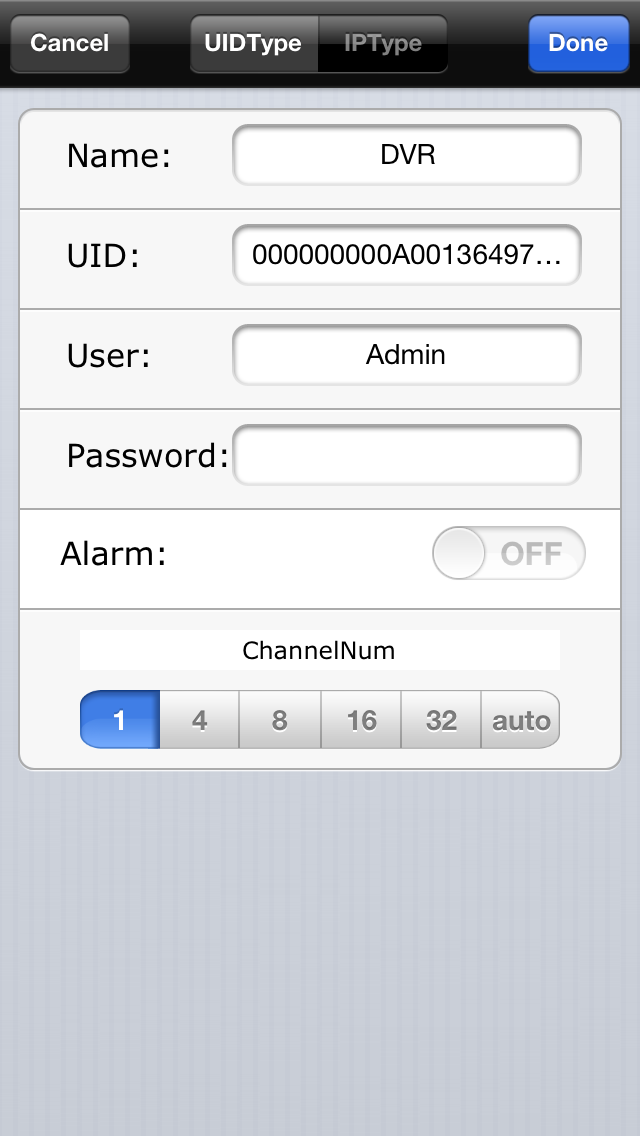 Cancel UIDType IPType Done
Name: DVR
UID: 000000000A00136497...
User: Admin
Password:
Alarm: OFF
ChannelNum
1 4 8 16 32 auto